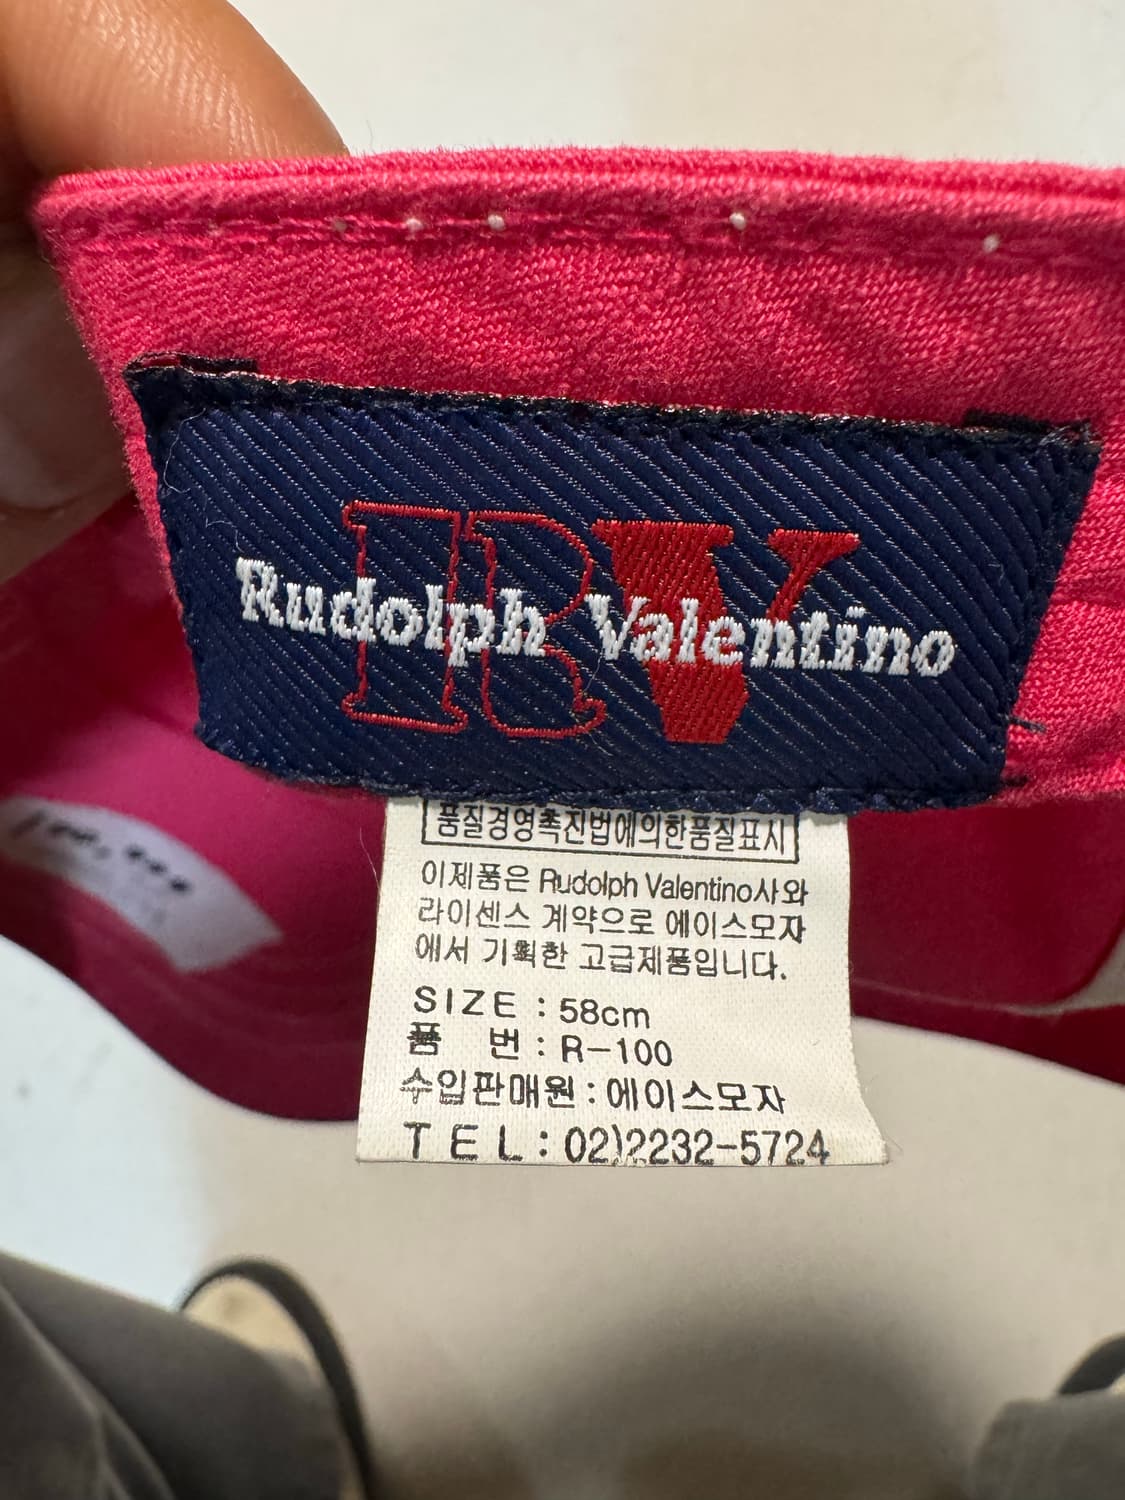 RV
Rudolph Valentino
품질경영촉진법에의한품질표시
이제품은 Rudolph Valentino사와
라이센스 계약으로 에이스모자
에서 기획한 고급제품입니다.
SIZE : 58cm
품 번 : R-100
수입판매원 : 에이스모자
TEL : 02)2232-5724